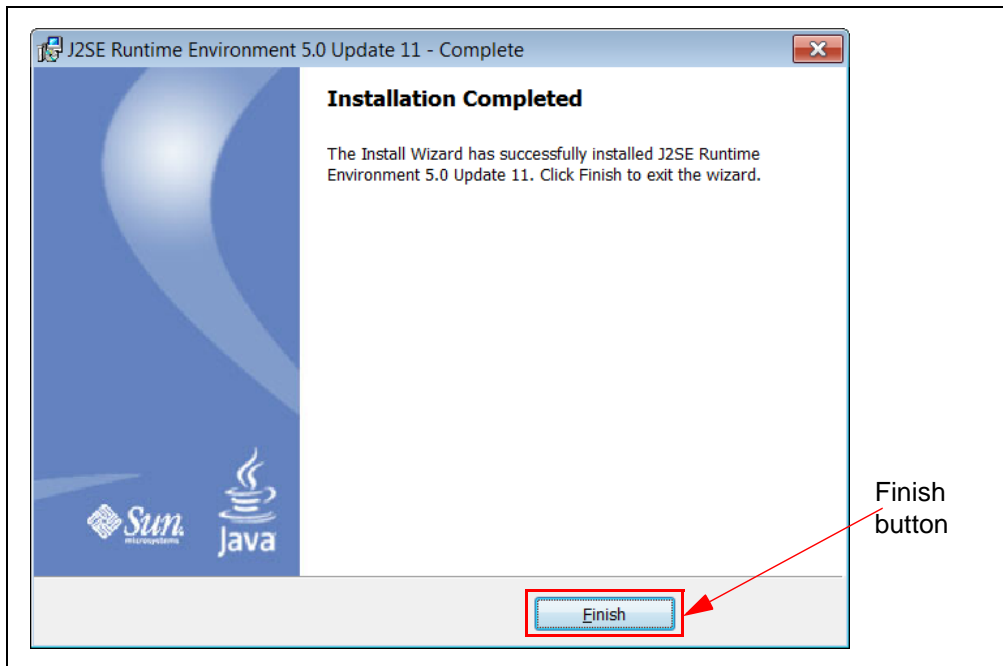 J2SE Runtime Environment 5.0 Update 11 - Complete
Installation Completed
The Install Wizard has successfully installed J2SE Runtime
Environment 5.0 Update 11. Click Finish to exit the wizard.
Sun
microsystems
Java
Finish
button
Finish